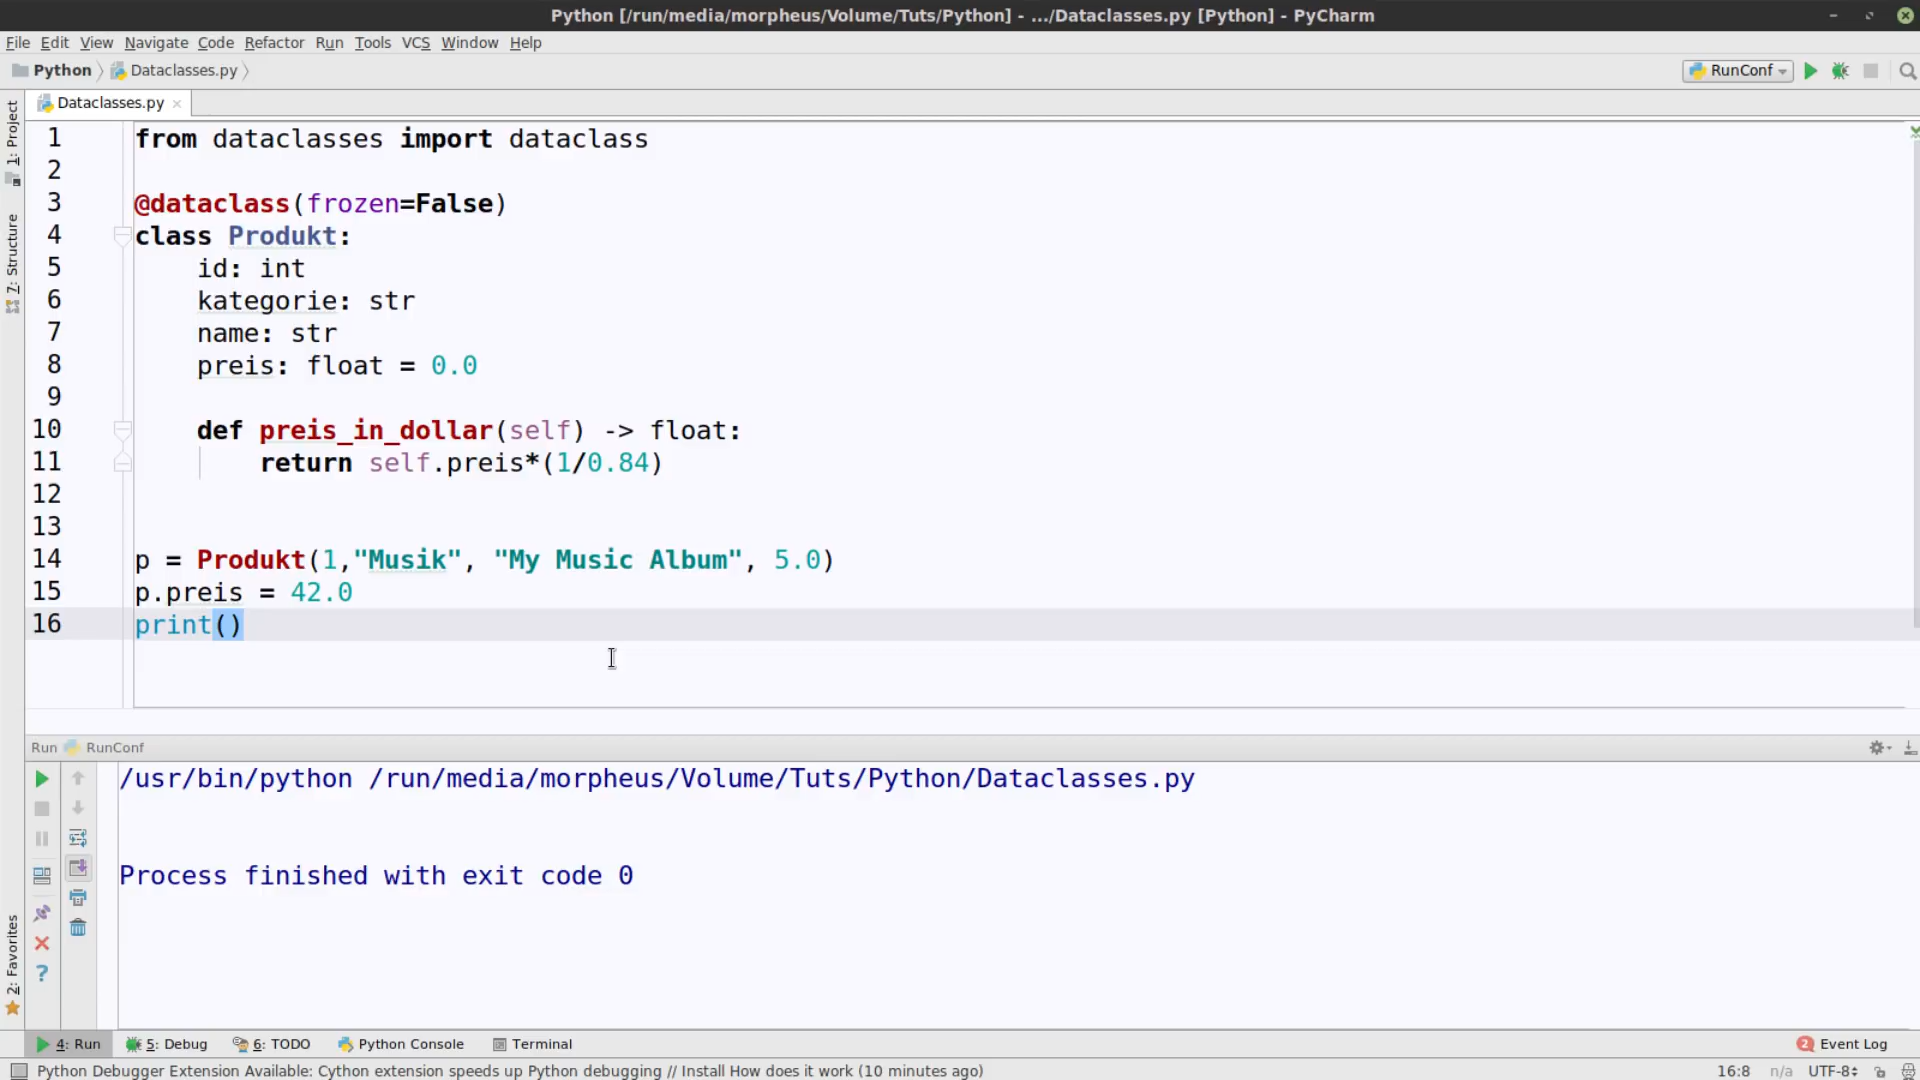 Python [/run/media/morpheus/Volume/Tuts/Python] - .../Dataclasses.py [Python] - PyCharm
File Edit View Navigate Code Refactor Run Tools VCS Window Help
Python Dataclasses.py RunConf
Dataclasses.py
1: Project
7: Structure
2: Favorites
1 from dataclasses import dataclass
2
3 @dataclass(frozen=False)
4 class Produkt:
5 id: int
6 kategorie: str
7 name: str
8 preis: float = 0.0
9
10 def preis_in_dollar(self) -> float:
11 return self.preis*(1/0.84)
12
13
14 p = Produkt(1,"Musik", "My Music Album", 5.0)
15 p.preis = 42.0
16 print()
Run RunConf
/usr/bin/python /run/media/morpheus/Volume/Tuts/Python/Dataclasses.py
Process finished with exit code 0
?
4: Run 5: Debug 6: TODO Python Console Terminal 2 Event Log
Python Debugger Extension Available: Cython extension speeds up Python debugging // Install How does it work (10 minutes ago) 16:8 n/a UTF-8